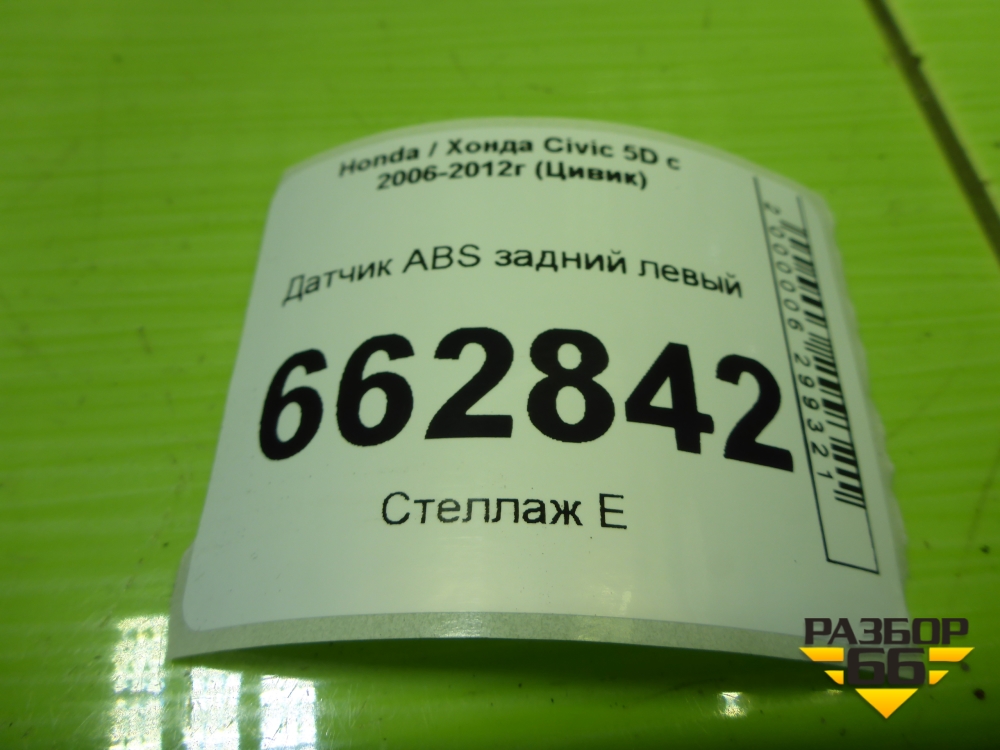 Honda / Хонда Civic 5D с
2006-2012г (Цивик)
Датчик ABS задний левый
662842
Стеллаж Е
2000006299321
РАЗБОР
66